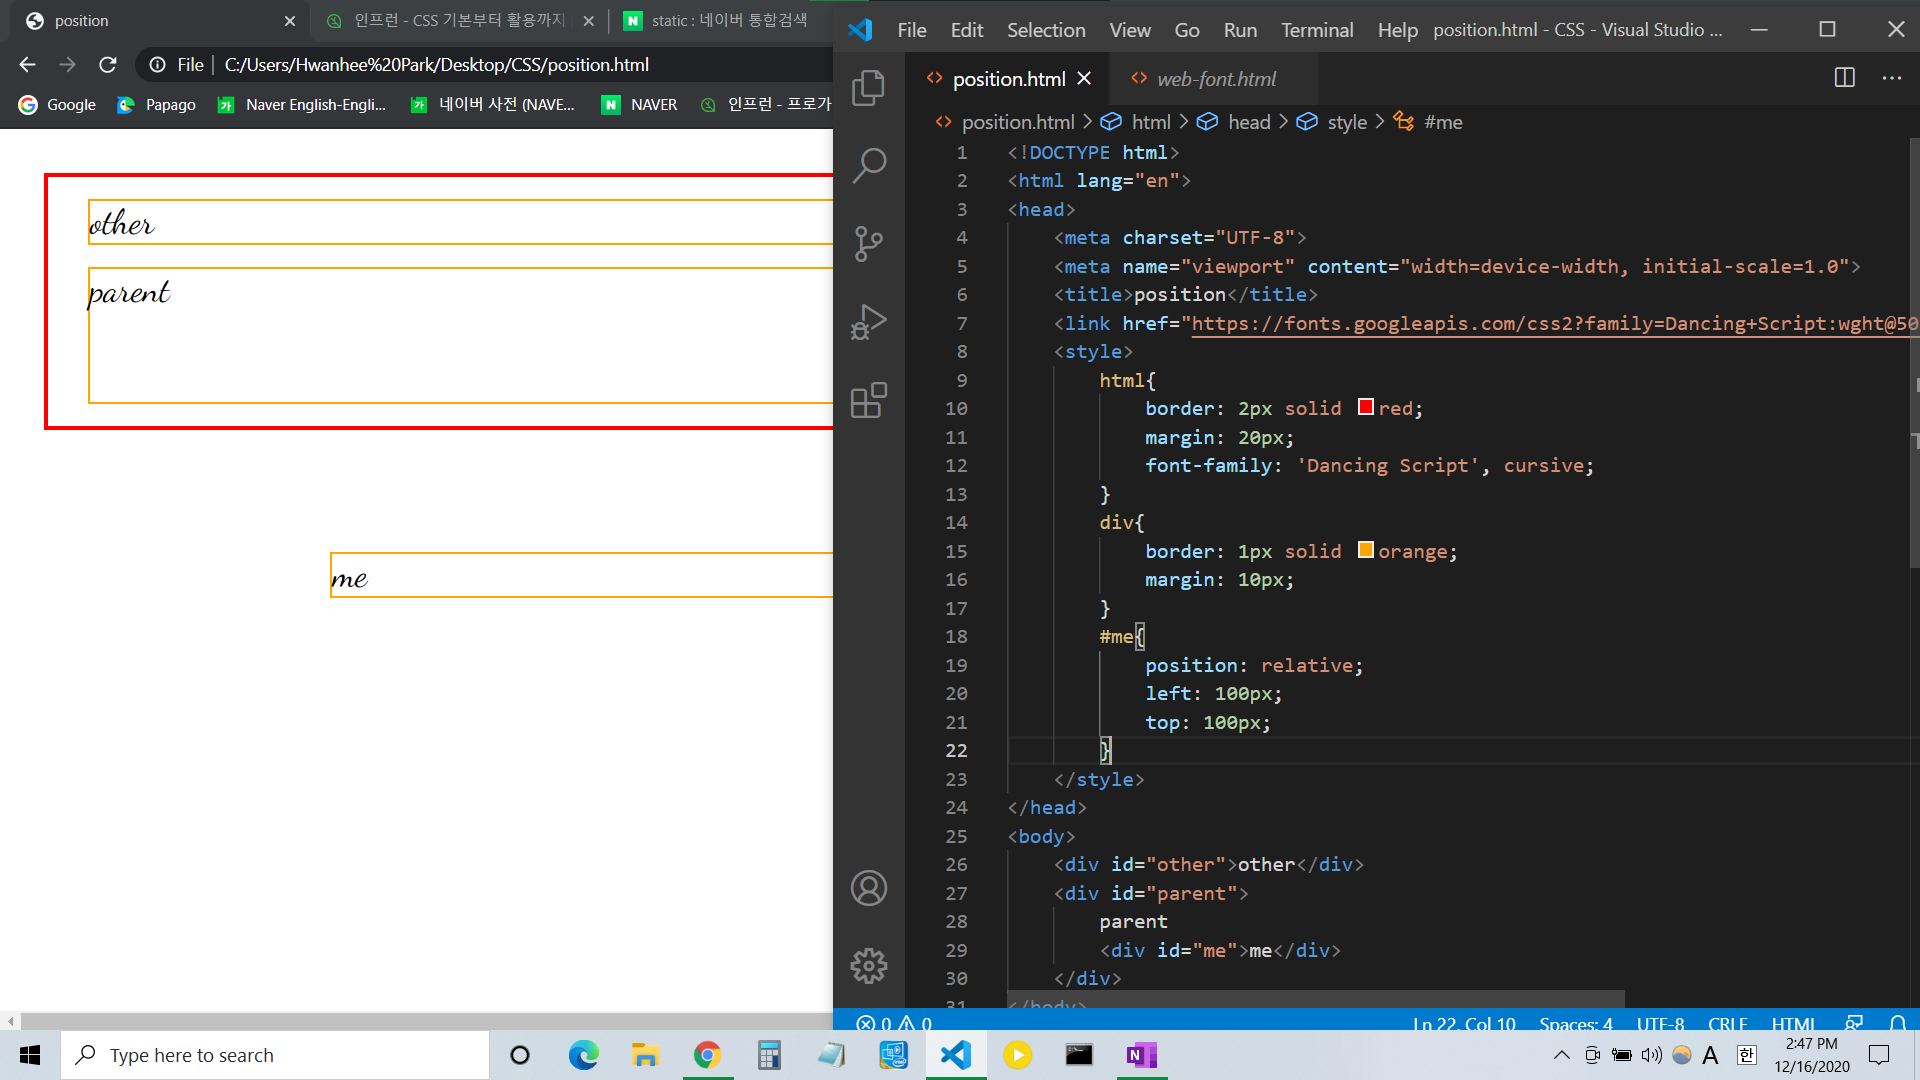 position
인프런 - CSS 기본부터 활용까지
static : 네이버 통합검색
File C:/Users/Hwanhee%20Park/Desktop/CSS/position.html
Google Papago Naver English-Engli... 네이버 사전 (NAVE... NAVER 인프런 - 프로가
other
parent
me
File Edit Selection View Go Run Terminal Help position.html - CSS - Visual Studio ...
position.html web-font.html
position.html > html > head > style > #me
1 <!DOCTYPE html>
2 <html lang="en">
3 <head>
4 <meta charset="UTF-8">
5 <meta name="viewport" content="width=device-width, initial-scale=1.0">
6 <title>position</title>
7 <link href="https://fonts.googleapis.com/css2?family=Dancing+Script:wght@50
8 <style>
9 html{
10 border: 2px solid red;
11 margin: 20px;
12 font-family: 'Dancing Script', cursive;
13 }
14 div{
15 border: 1px solid orange;
16 margin: 10px;
17 }
18 #me{
19 position: relative;
20 left: 100px;
21 top: 100px;
22 }
23 </style>
24 </head>
25 <body>
26 <div id="other">other</div>
27 <div id="parent">
28 parent
29 <div id="me">me</div>
30 </div>
31 </body>
0 0 Ln 22, Col 10 Spaces: 4 UTF-8 CRLF HTML
Type here to search
A 한 2:47 PM
12/16/2020